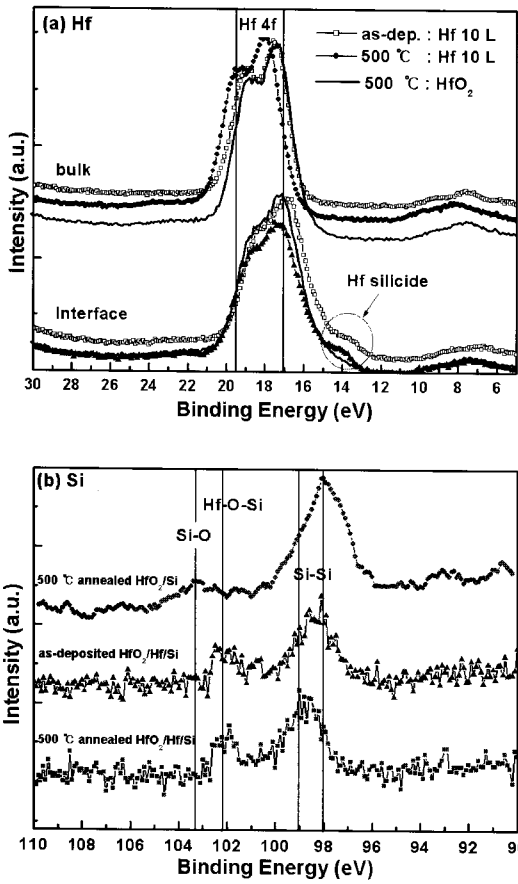 (a) Hf
Hf 4f
as-dep. : Hf 10 L
500 ℃ : Hf 10 L
500 ℃ : HfO₂
bulk
Interface
Hf silicide
Intensity (a.u.)
30 28 26 24 22 20 18 16 14 12 10 8 6
Binding Energy (eV)
(b) Si
Hf-O-Si
Si-O
Si-Si
500 ℃ annealed HfO₂/Si
as-deposited HfO₂/Hf/Si
500 ℃ annealed HfO₂/Hf/Si
Intensity (a.u.)
110 108 106 104 102 100 98 96 94 92 90
Binding Energy (eV)